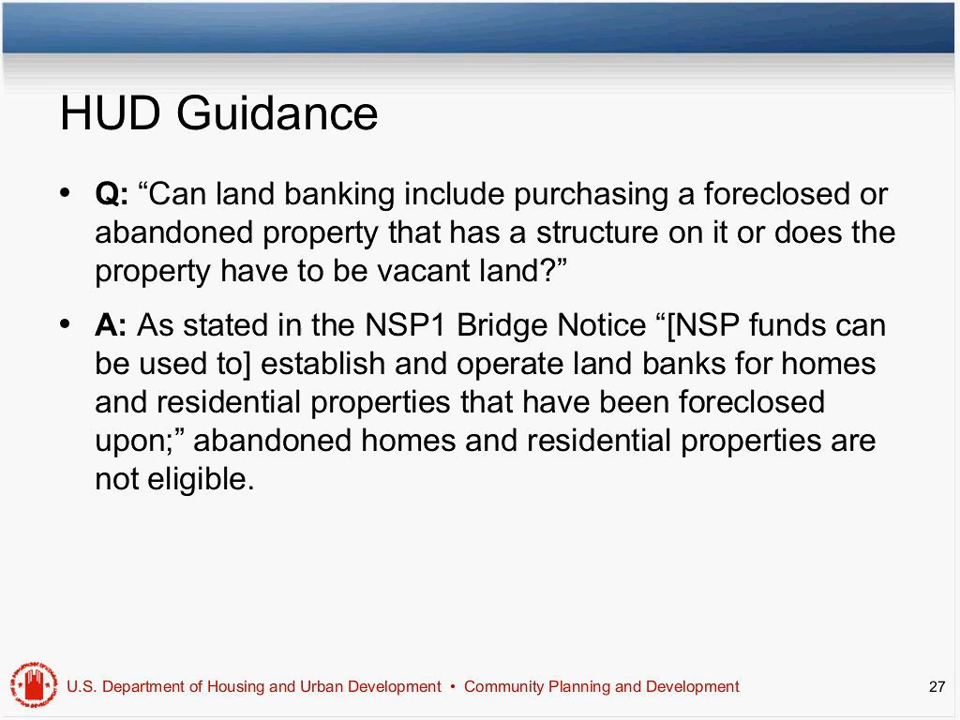 HUD Guidance
• Q: “Can land banking include purchasing a foreclosed or
abandoned property that has a structure on it or does the
property have to be vacant land?”
• A: As stated in the NSP1 Bridge Notice “[NSP funds can
be used to] establish and operate land banks for homes
and residential properties that have been foreclosed
upon;” abandoned homes and residential properties are
not eligible.
U.S. Department of Housing and Urban Development • Community Planning and Development
27